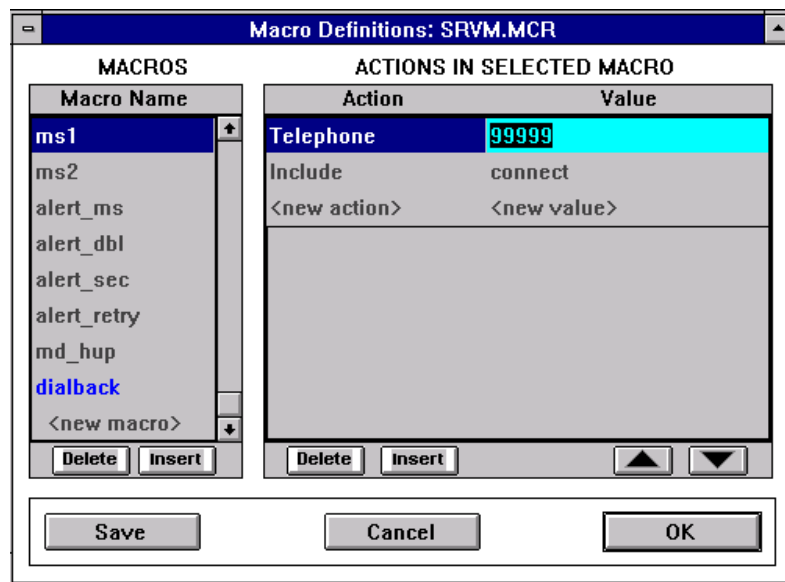 Macro Definitions: SRVM.MCR
MACROS
Macro Name
ms1
ms2
alert_ms
alert_dbl
alert_sec
alert_retry
md_hup
dialback
<new macro>
Delete Insert
ACTIONS IN SELECTED MACRO
Action Value
Telephone 99999
Include connect
<new action> <new value>
Delete Insert
Save Cancel OK